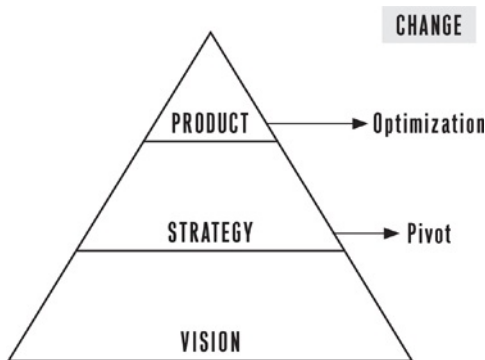 CHANGE
PRODUCT
Optimization
STRATEGY
Pivot
VISION